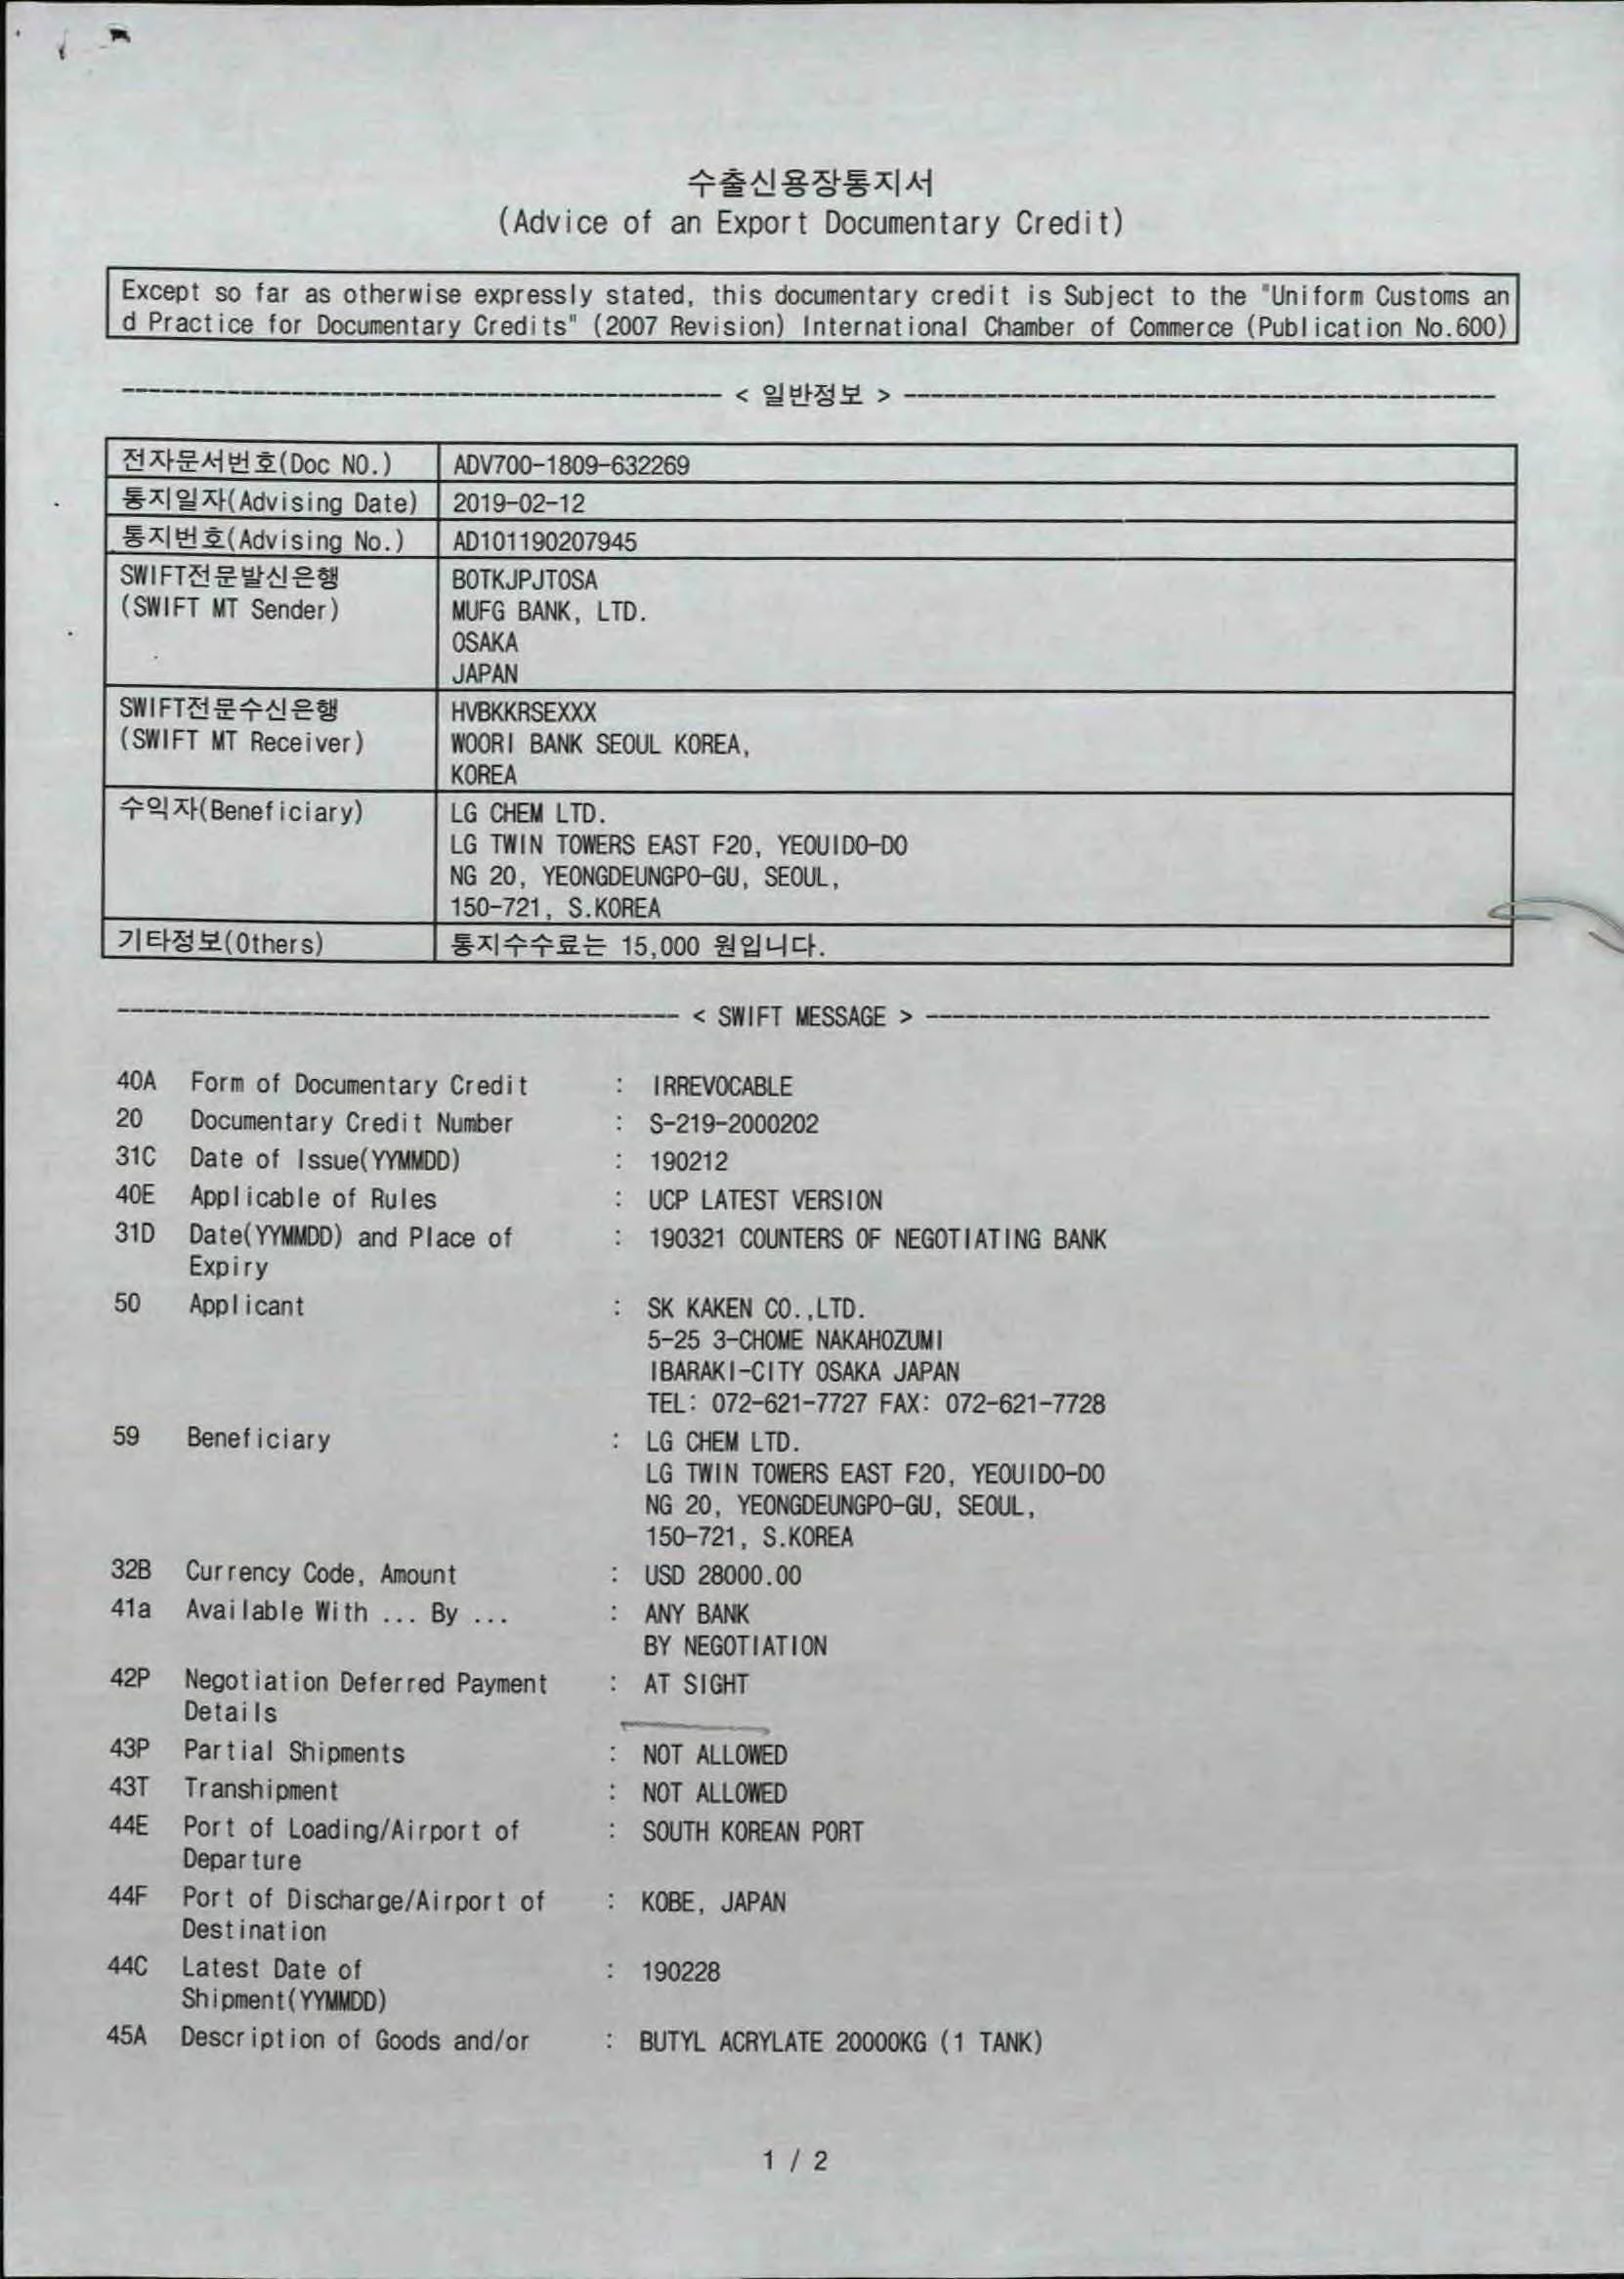 수출신용장통지서
(Advice of an Export Documentary Credit)
Except so far as otherwise expressly stated, this documentary credit is Subject to the "Uniform Customs an
d Practice for Documentary Credits" (2007 Revision) International Chamber of Commerce (Publication No.600)
< 일반정보 >
전자문서번호(Doc NO.) ADV700-1809-632269
통지일자(Advising Date) 2019-02-12
통지번호(Advising No.) AD101190207945
SWIFT전문발신은행 BOTKJPJTOSA
(SWIFT MT Sender) MUFG BANK, LTD.
OSAKA
JAPAN
SWIFT전문수신은행 HVBKKRSEXXX
(SWIFT MT Receiver) WOORI BANK SEOUL KOREA,
KOREA
수익자(Beneficiary) LG CHEM LTD.
LG TWIN TOWERS EAST F20, YEOUIDO-DO
NG 20, YEONGDEUNGPO-GU, SEOUL,
150-721, S.KOREA
기타정보(Others) 통지수수료는 15,000 원입니다.
< SWIFT MESSAGE >
40A Form of Documentary Credit : IRREVOCABLE
20 Documentary Credit Number : S-219-2000202
31C Date of Issue(YYMMDD) : 190212
40E Applicable of Rules : UCP LATEST VERSION
31D Date(YYMMDD) and Place of : 190321 COUNTERS OF NEGOTIATING BANK
Expiry
50 Applicant : SK KAKEN CO.,LTD.
5-25 3-CHOME NAKAHOZUMI
IBARAKI-CITY OSAKA JAPAN
TEL: 072-621-7727 FAX: 072-621-7728
59 Beneficiary : LG CHEM LTD.
LG TWIN TOWERS EAST F20, YEOUIDO-DO
NG 20, YEONGDEUNGPO-GU, SEOUL,
150-721, S.KOREA
32B Currency Code, Amount : USD 28000.00
41a Available With ... By ... : ANY BANK
BY NEGOTIATION
42P Negotiation Deferred Payment : AT SIGHT
Details
43P Partial Shipments : NOT ALLOWED
43T Transhipment : NOT ALLOWED
44E Port of Loading/Airport of : SOUTH KOREAN PORT
Departure
44F Port of Discharge/Airport of : KOBE, JAPAN
Destination
44C Latest Date of : 190228
Shipment(YYMMDD)
45A Description of Goods and/or : BUTYL ACRYLATE 20000KG (1 TANK)
1 / 2